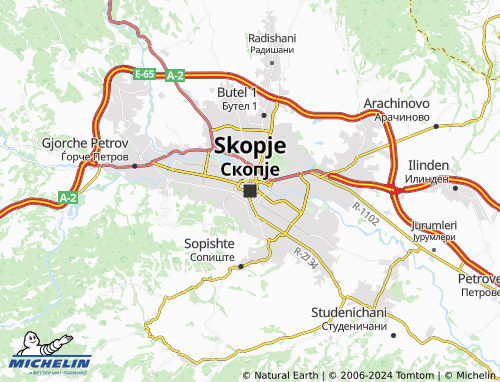 Radishani
Радишани
E-65
A-2
Butel 1
Бутел 1
Arachinovo
Арачиново
Gjorche Petrov
Ѓорче Петров
Skopje
Скопје
Ilinden
Илинден
A-2
R-1102
Jurumleri
Јурумлери
Sopishte
Сопиште
R-2134
Petrove
Петрове
Studenichani
Студеничани
MICHELIN
A BETTER WAY FORWARD
© Natural Earth | © 2006-2024 Tomtom | © Michelin